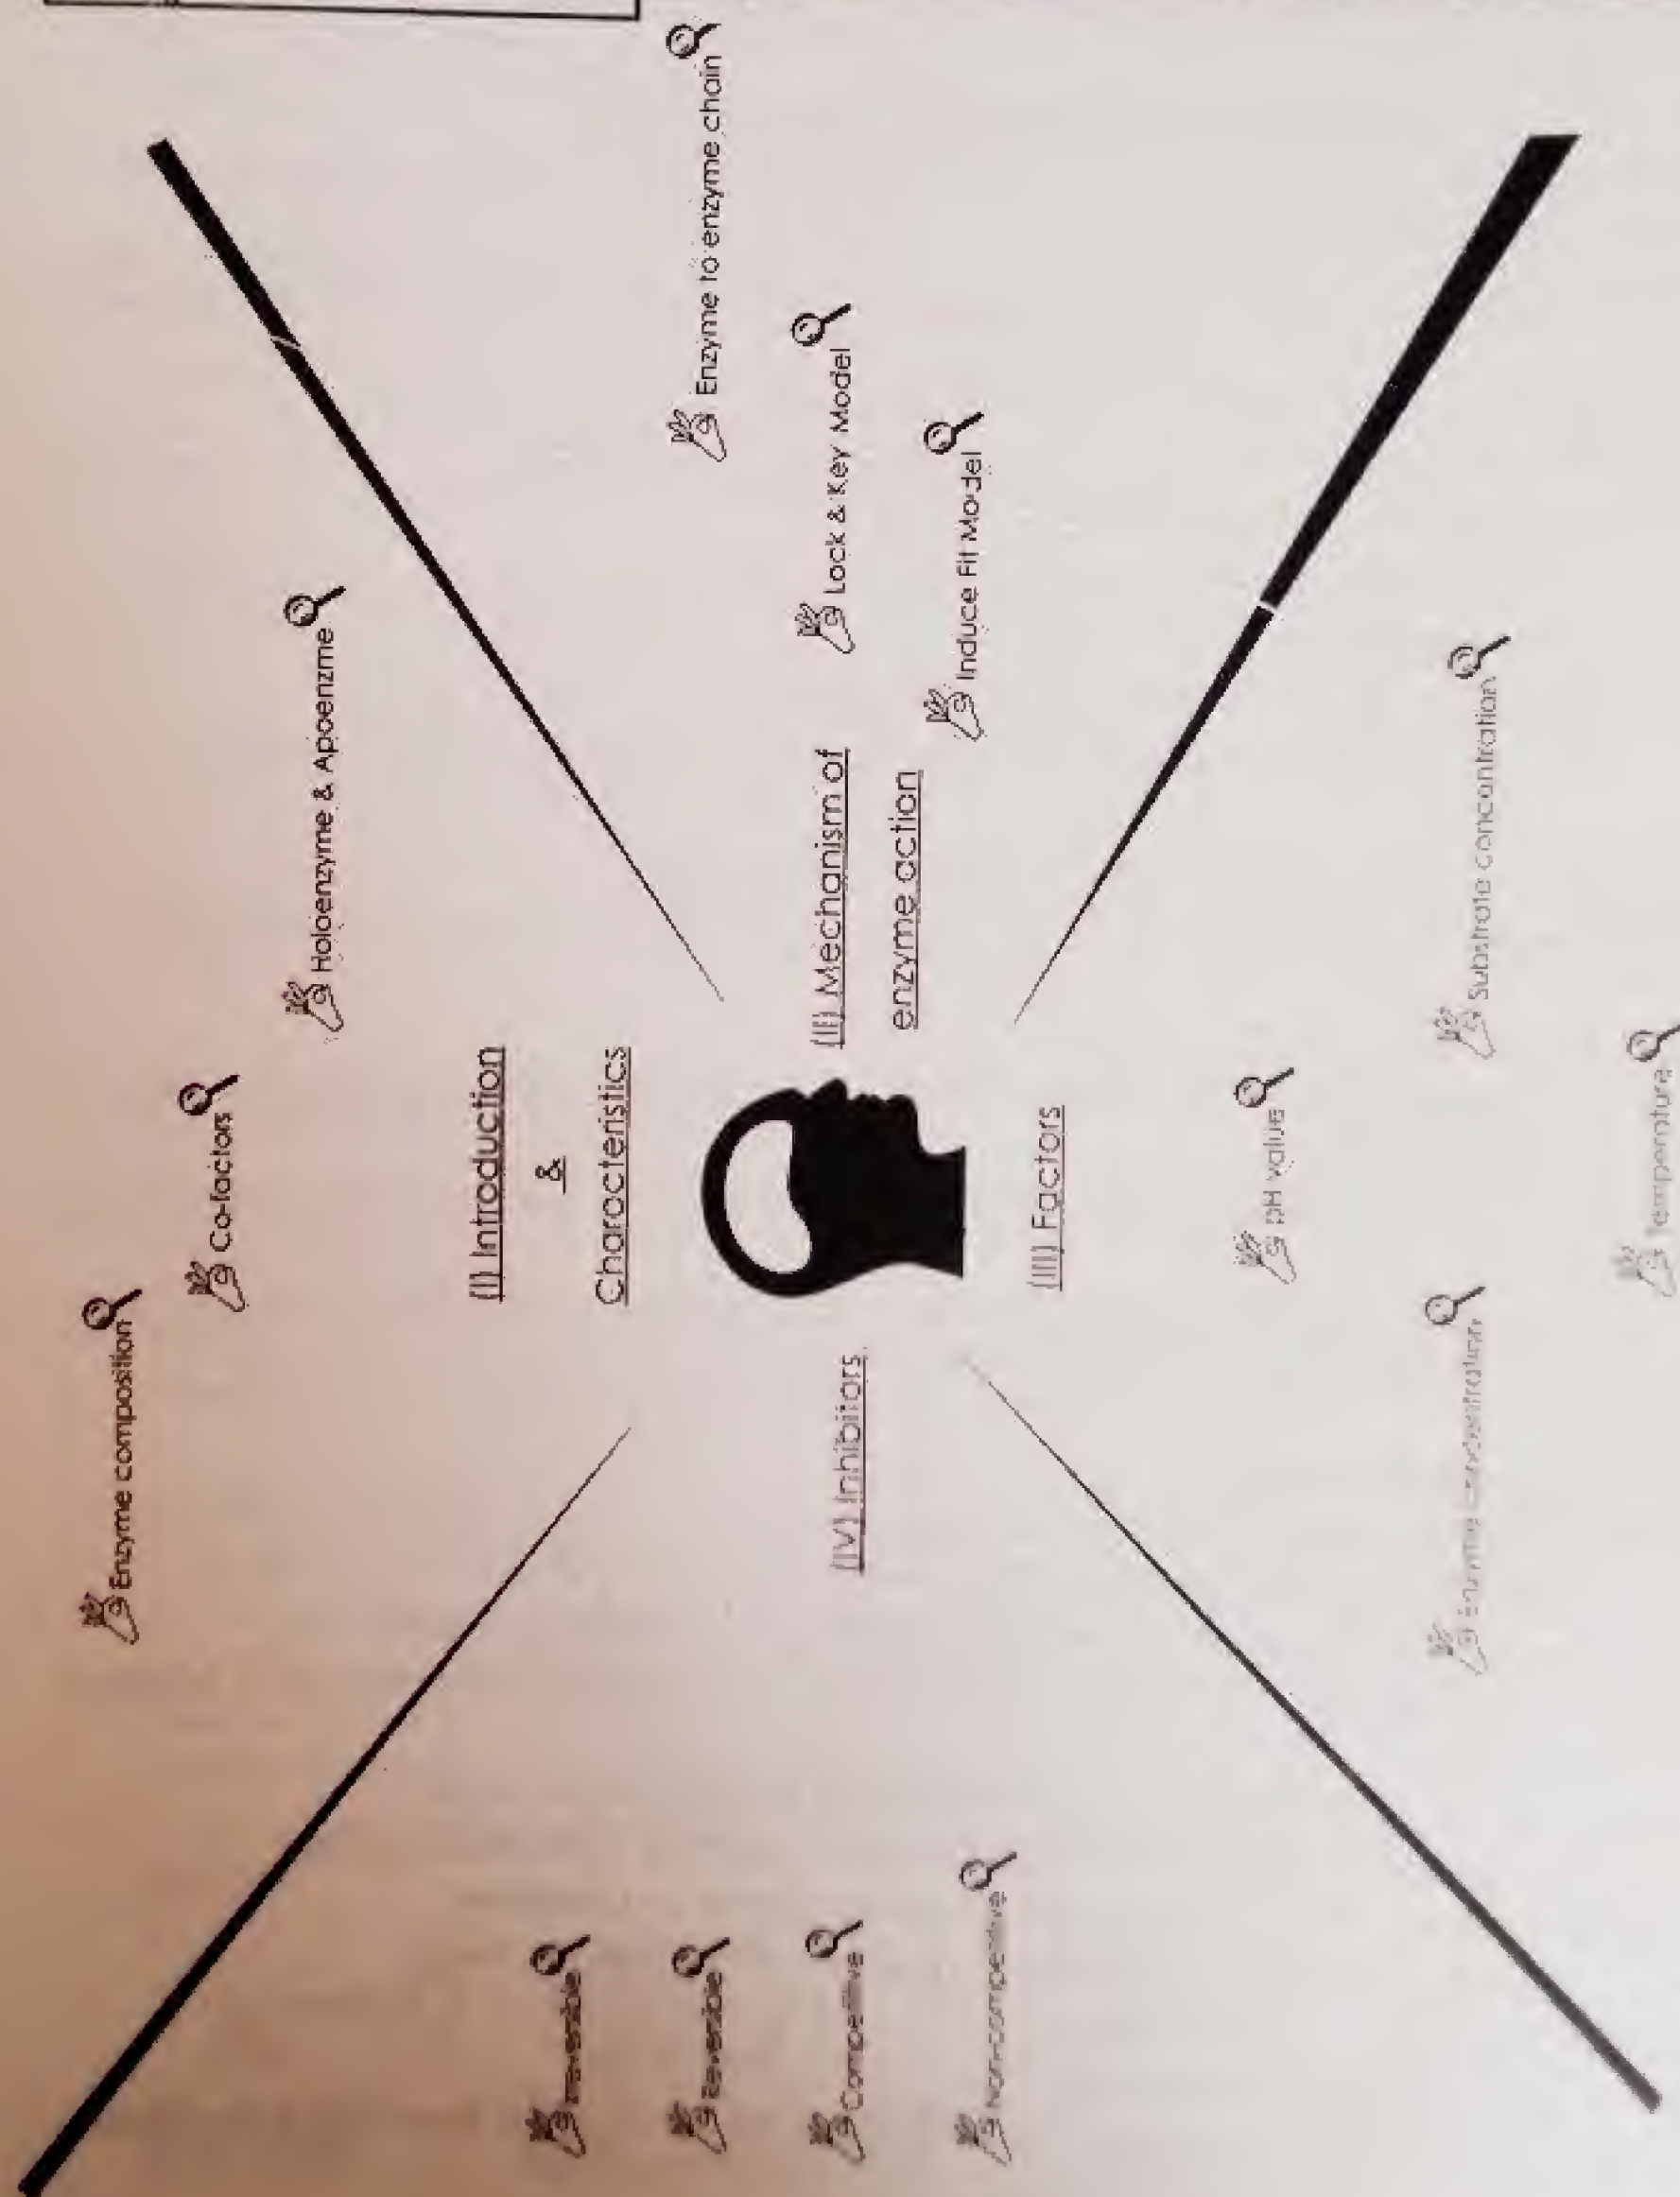 Enzyme composition
Co-factors
Holoenzyme & Apoenzme
(I) Introduction
&
Characteristics
Enzyme to enzyme chain
Lock & Key Model
Induce Fit Model
(II) Mechanism of
enzyme action
(III) Factors
pH value
Substrate concantration
Enzyme concentration
Temperature
(IV) Inhibitors
Irreversible
Reversible
Competitive
Non-competitive